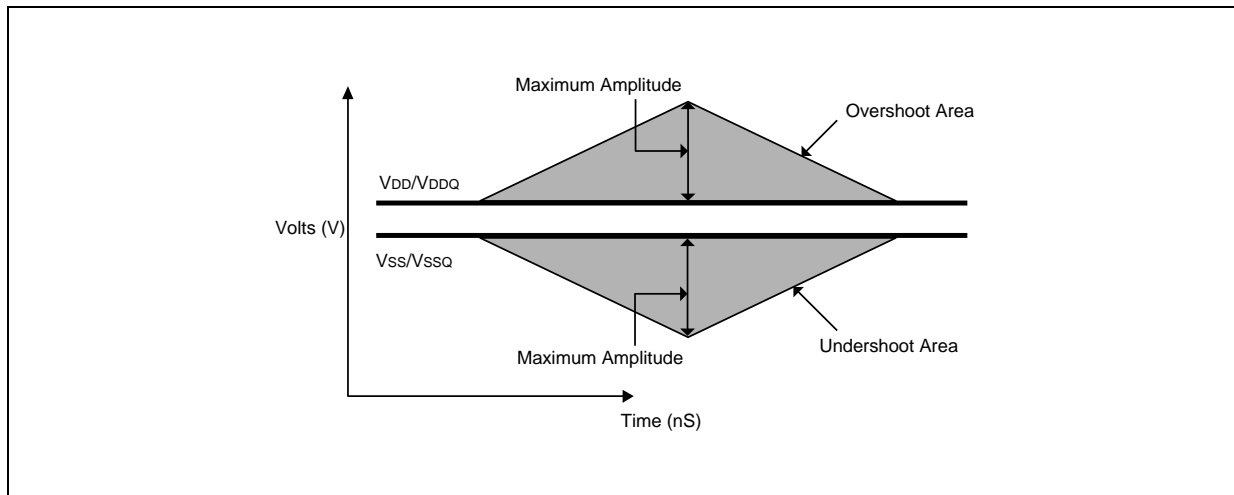 Maximum Amplitude
Overshoot Area
VDD/VDDQ
Volts (V)
VSS/VSSQ
Maximum Amplitude
Undershoot Area
Time (nS)